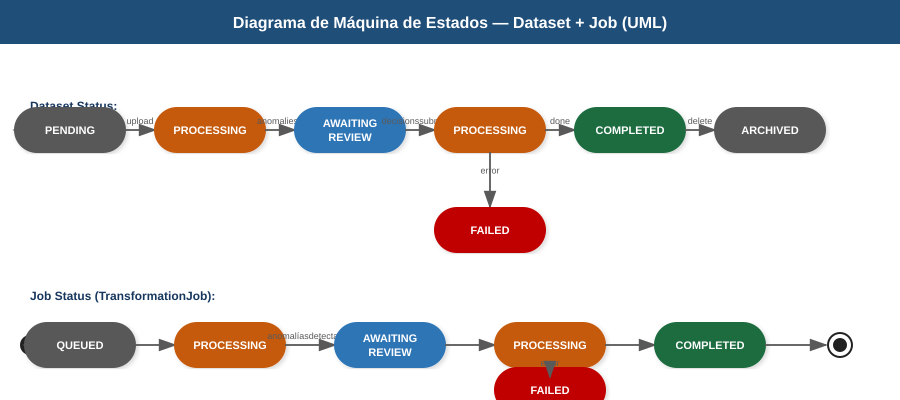 Diagrama de Máquina de Estados — Dataset + Job (UML)
Dataset Status:
PENDING
upload
PROCESSING
anomalies
AWAITING
REVIEW
PROCESSING
done
COMPLETED
delete
ARCHIVED
error
FAILED
Job Status (TransformationJob):
QUEUED
PROCESSING
AWAITING
REVIEW
PROCESSING
COMPLETED
FAILED